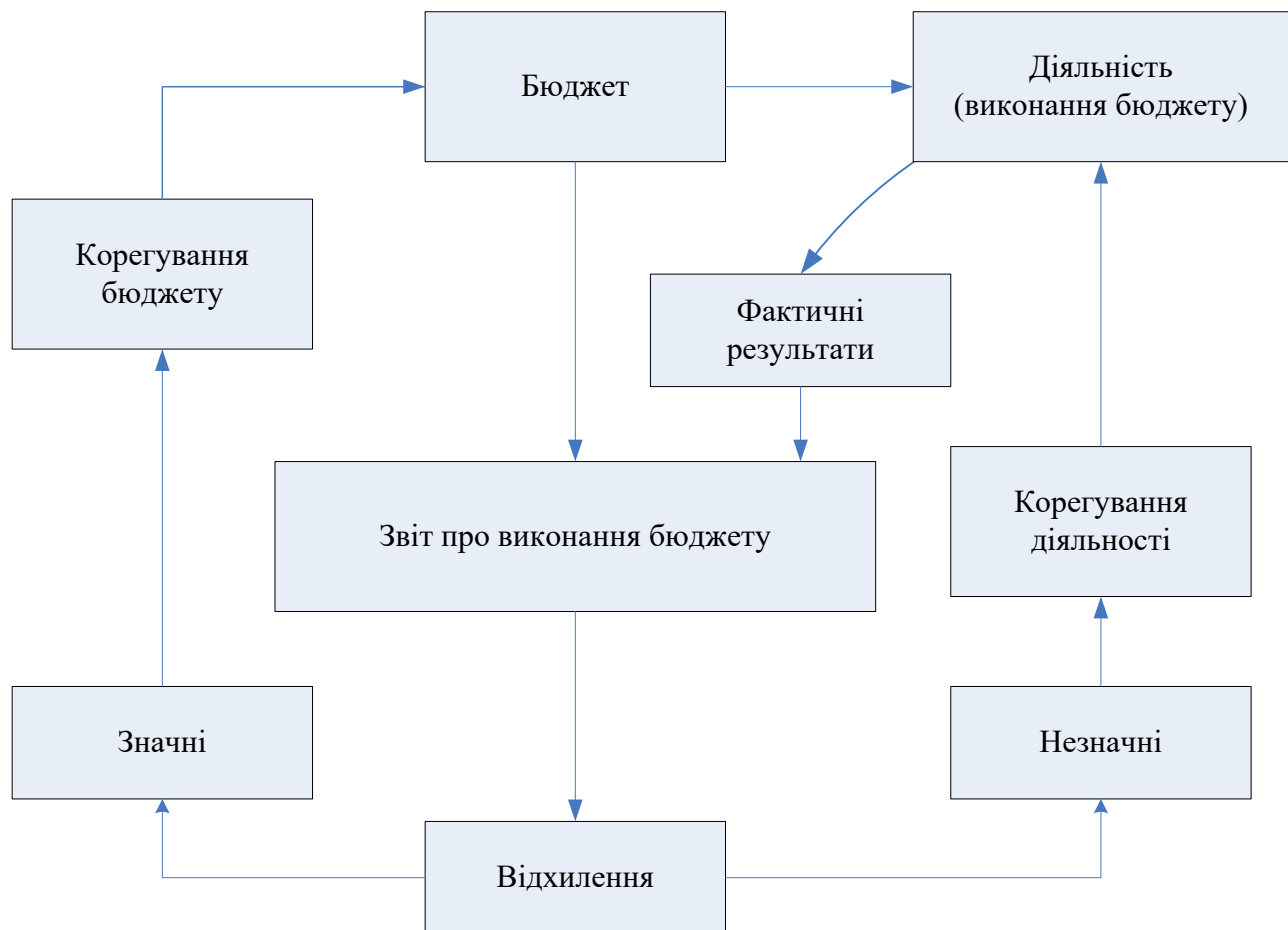 Бюджет
Діяльність
(виконання бюджету)
Корегування
бюджету
Фактичні
результати
Звіт про виконання бюджету
Корегування
діяльності
Значні
Незначні
Відхилення